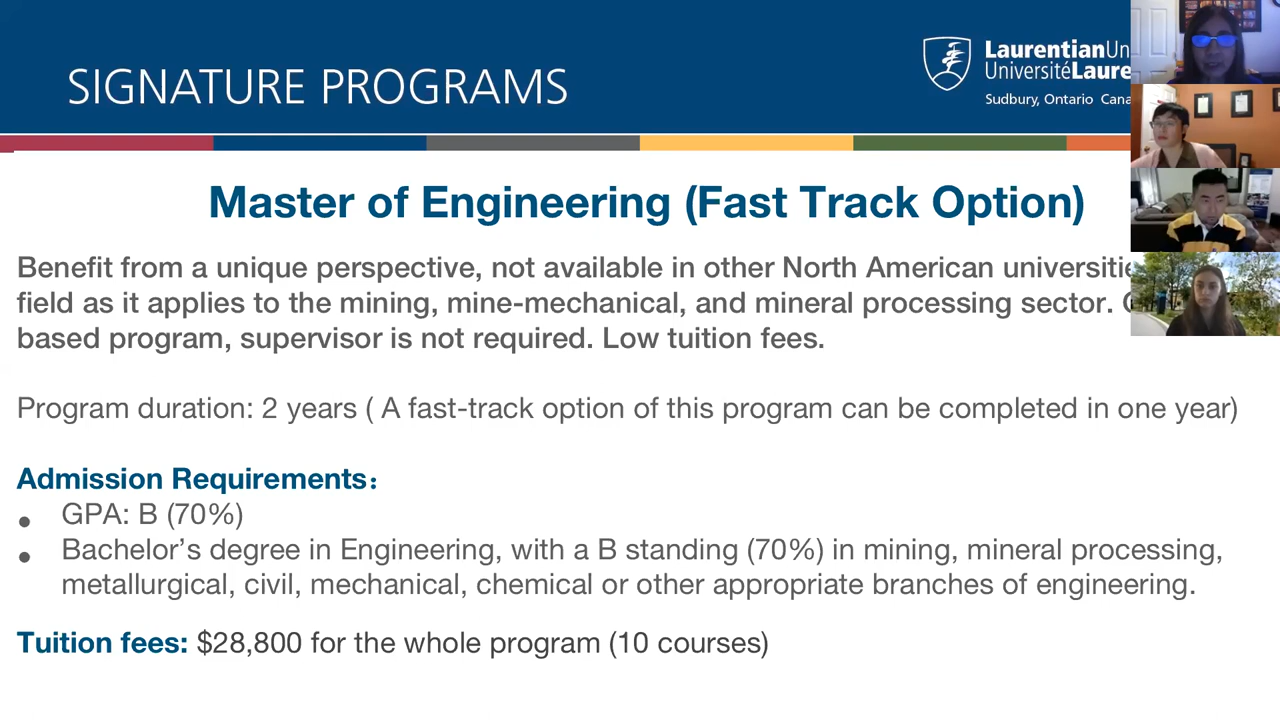 SIGNATURE PROGRAMS
LaurentianUn
UniversitéLaure
Sudbury, Ontario Cana
Master of Engineering (Fast Track Option)
Benefit from a unique perspective, not available in other North American universitie
field as it applies to the mining, mine-mechanical, and mineral processing sector.
based program, supervisor is not required. Low tuition fees.
Program duration: 2 years ( A fast-track option of this program can be completed in one year)
Admission Requirements：
• GPA: B (70%)
• Bachelor’s degree in Engineering, with a B standing (70%) in mining, mineral processing,
metallurgical, civil, mechanical, chemical or other appropriate branches of engineering.
Tuition fees: $28,800 for the whole program (10 courses)